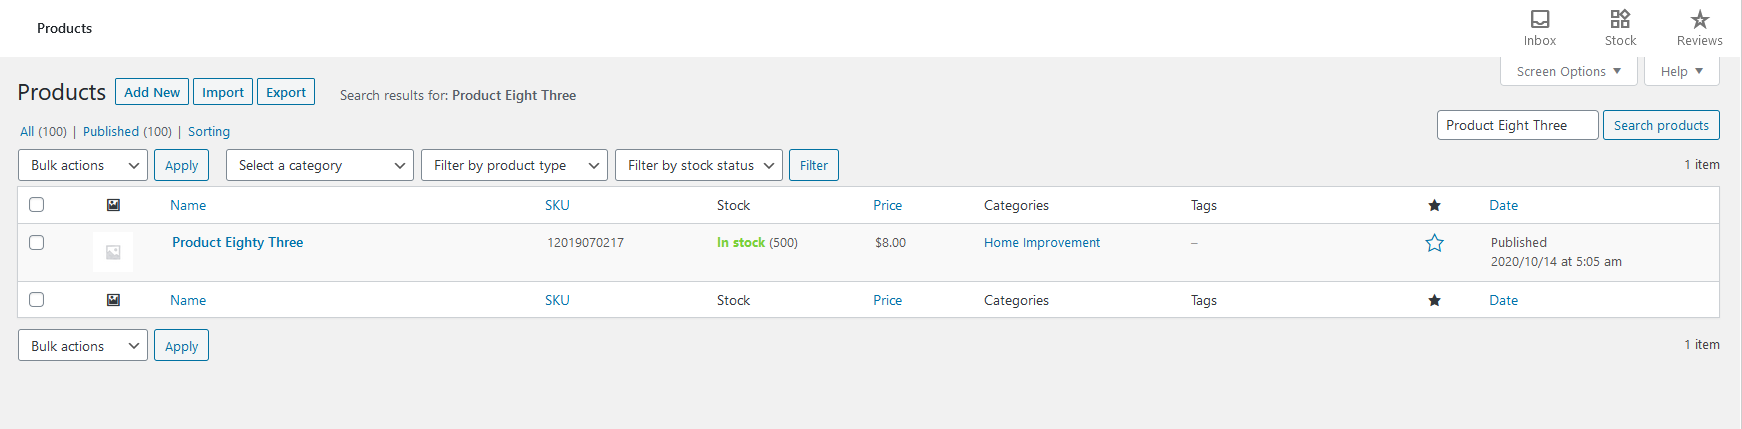 Products
Inbox
Stock
Reviews
Screen Options
Help
Products Add New Import Export Search results for: Product Eight Three
All (100) | Published (100) | Sorting
Product Eight Three Search products
Bulk actions Apply Select a category Filter by product type Filter by stock status Filter 1 item
Name SKU Stock Price Categories Tags Date
Product Eighty Three 12019070217 In stock (500) $8.00 Home Improvement – Published
2020/10/14 at 5:05 am
Name SKU Stock Price Categories Tags Date
Bulk actions Apply 1 item